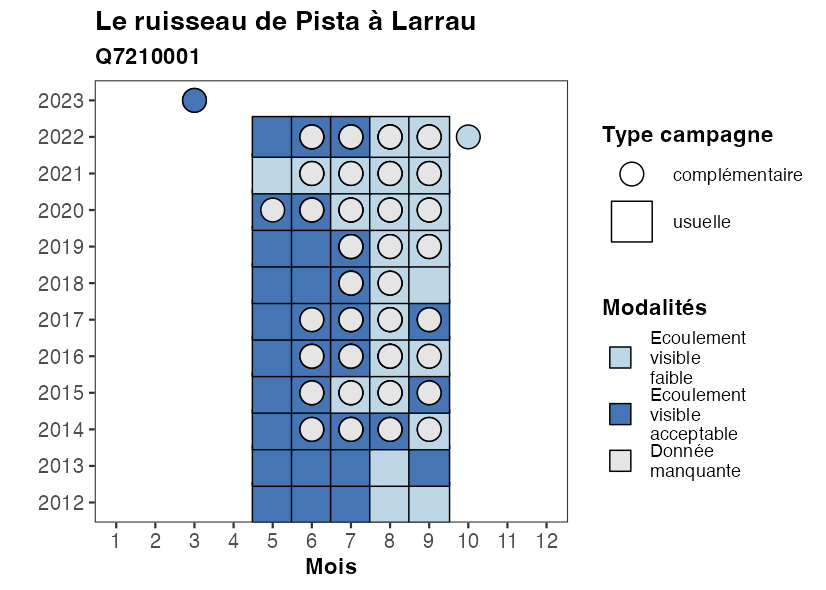 Le ruisseau de Pista à Larrau
Q7210001
2023
2022
2021
2020
2019
2018
2017
2016
2015
2014
2013
2012
1 2 3 4 5 6 7 8 9 10 11 12
Mois
Type campagne
complémentaire
usuelle
Modalités
Ecoulement
visible
faible
Ecoulement
visible
acceptable
Donnée
manquante